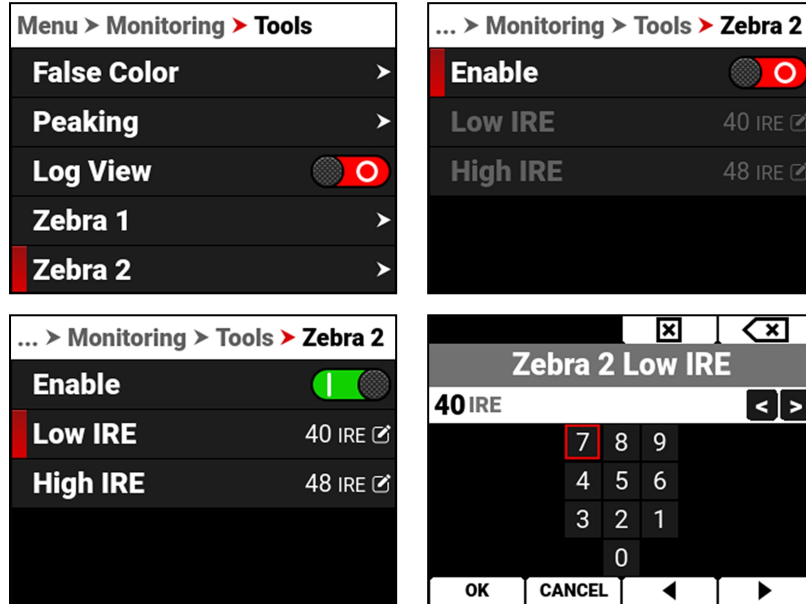 Menu > Monitoring > Tools
False Color >
Peaking >
Log View
Zebra 1 >
Zebra 2 >
... > Monitoring > Tools > Zebra 2
Enable
Low IRE 40 IRE
High IRE 48 IRE
... > Monitoring > Tools > Zebra 2
Enable
Low IRE 40 IRE
High IRE 48 IRE
Zebra 2 Low IRE
40 IRE < >
7 8 9
4 5 6
3 2 1
0
OK CANCEL ◀ ▶